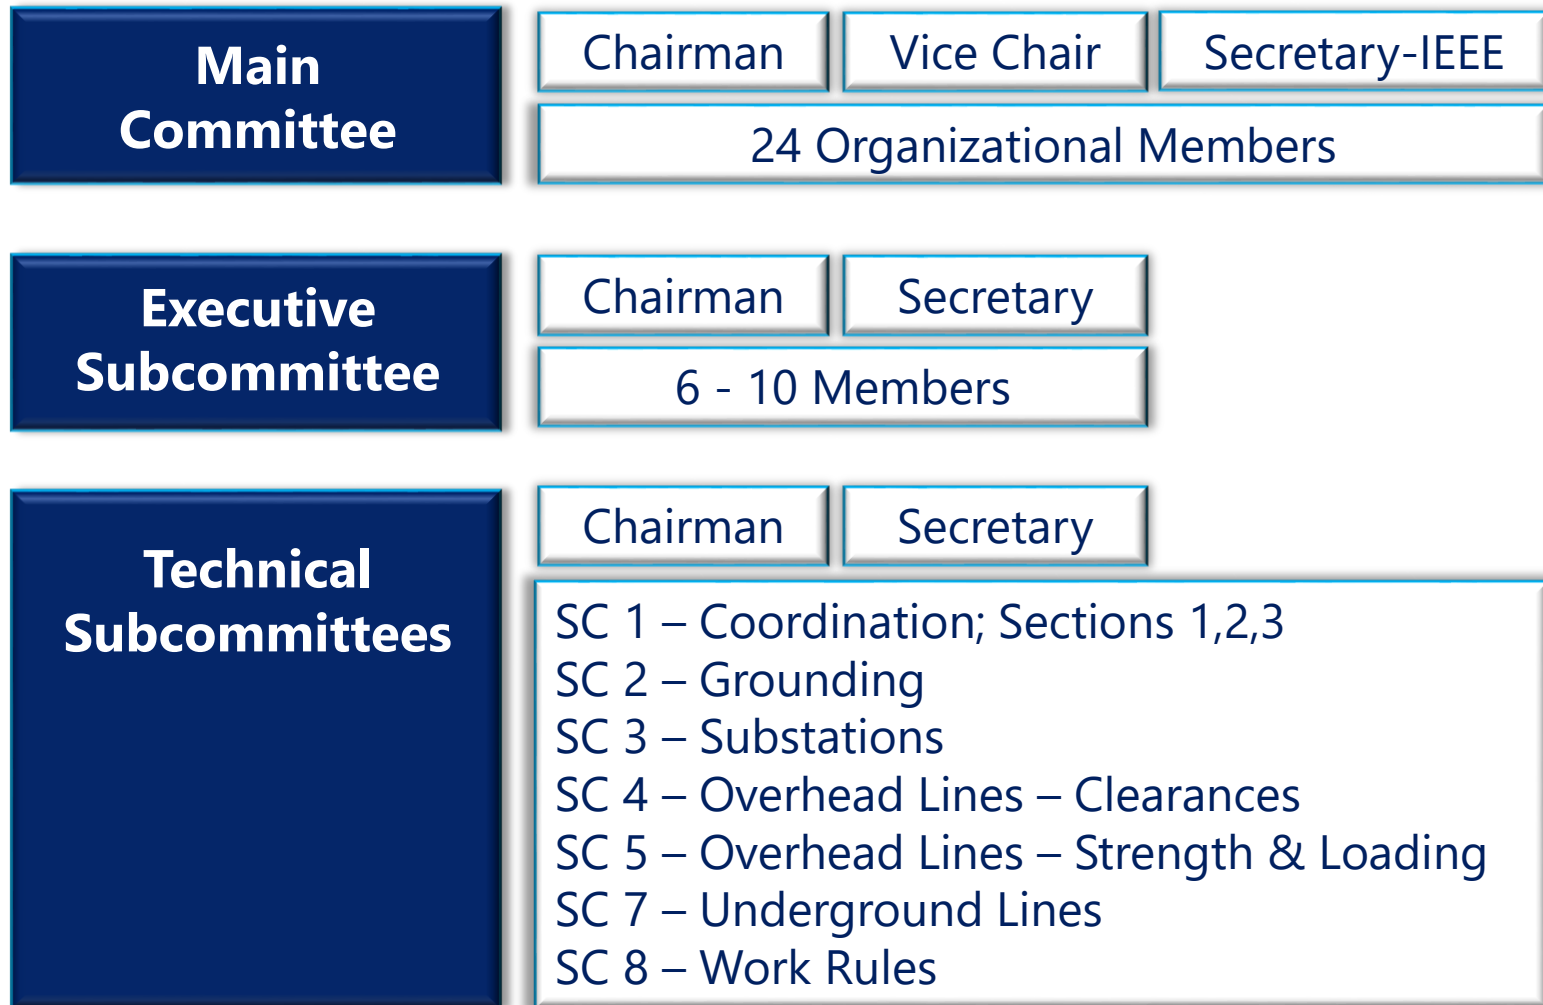 Main
Committee
Chairman
Vice Chair
Secretary-IEEE
24 Organizational Members
Executive
Subcommittee
Chairman
Secretary
6 - 10 Members
Technical
Subcommittees
Chairman
Secretary
SC 1 – Coordination; Sections 1,2,3
SC 2 – Grounding
SC 3 – Substations
SC 4 – Overhead Lines – Clearances
SC 5 – Overhead Lines – Strength & Loading
SC 7 – Underground Lines
SC 8 – Work Rules